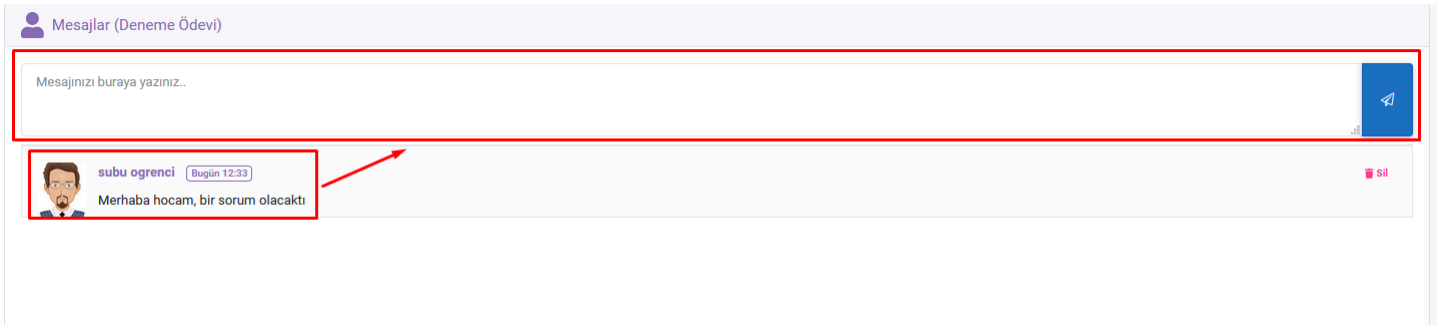 Mesajlar (Deneme Ödevi)
Mesajınızı buraya yazınız..
subu ogrenci Bugün 12:33 Sil
Merhaba hocam, bir sorum olacaktı